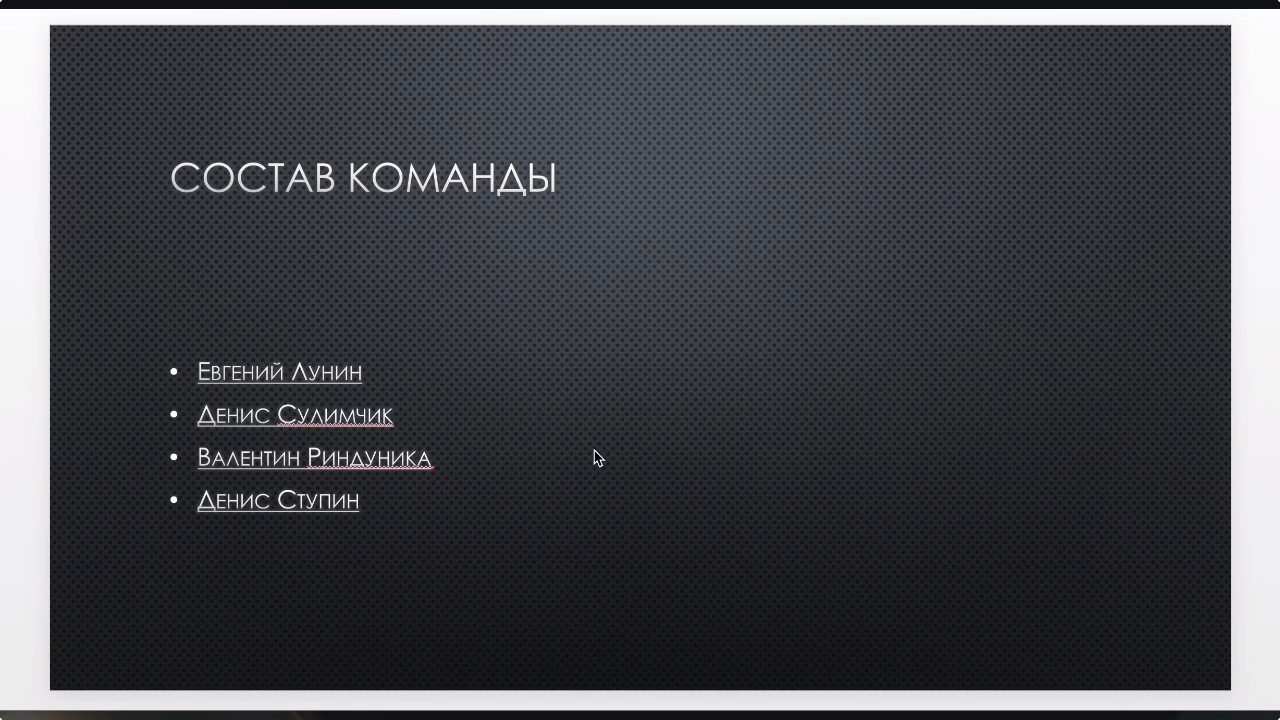 СОСТАВ КОМАНДЫ
• Евгений Лунин
• Денис Сулимчик
• Валентин Риндуника
• Денис Ступин